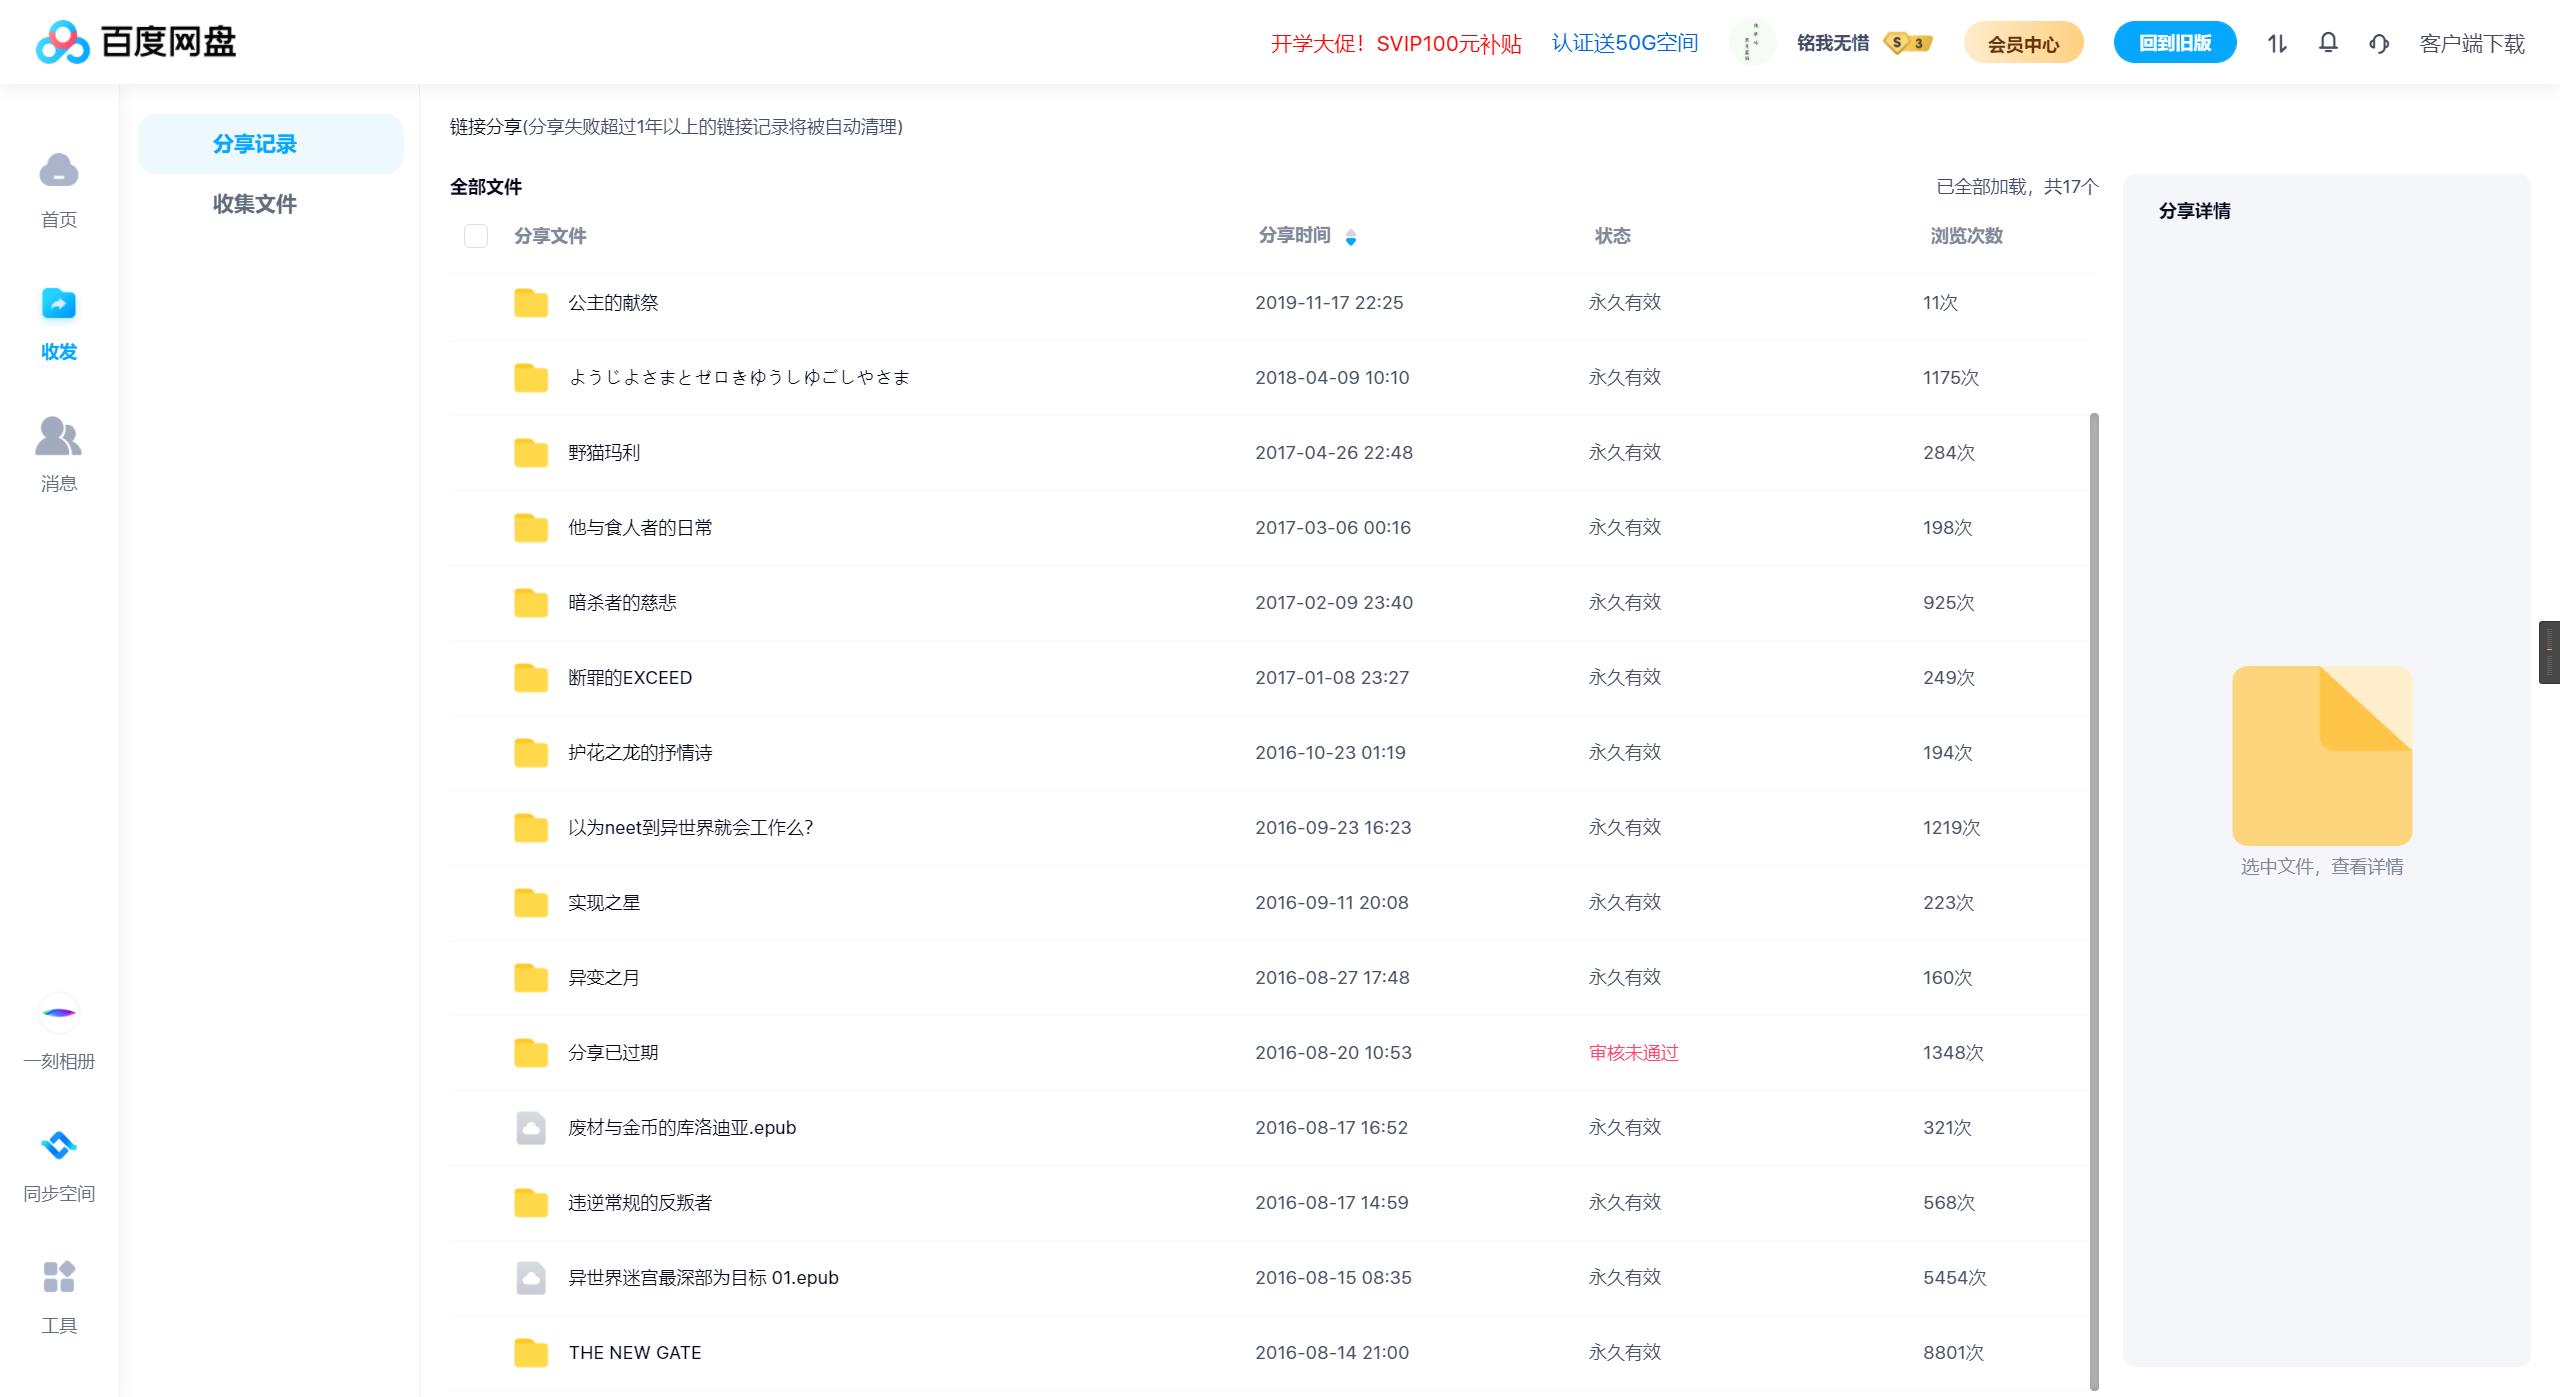 百度网盘
开学大促！SVIP100元补贴 认证送50G空间 铭我无惜 S 3 会员中心 回到旧版 客户端下载
首页
收发
消息
一刻相册
同步空间
工具
分享记录
收集文件
链接分享(分享失败超过1年以上的链接记录将被自动清理)
全部文件 已全部加载，共17个
分享文件 分享时间 状态 浏览次数
公主的献祭 2019-11-17 22:25 永久有效 11次
ようじよさまとゼロきゆうしゆごしやさま 2018-04-09 10:10 永久有效 1175次
野猫玛利 2017-04-26 22:48 永久有效 284次
他与食人者的日常 2017-03-06 00:16 永久有效 198次
暗杀者的慈悲 2017-02-09 23:40 永久有效 925次
断罪的EXCEED 2017-01-08 23:27 永久有效 249次
护花之龙的抒情诗 2016-10-23 01:19 永久有效 194次
以为neet到异世界就会工作么？ 2016-09-23 16:23 永久有效 1219次
实现之星 2016-09-11 20:08 永久有效 223次
异变之月 2016-08-27 17:48 永久有效 160次
分享已过期 2016-08-20 10:53 审核未通过 1348次
废材与金币的库洛迪亚.epub 2016-08-17 16:52 永久有效 321次
违逆常规的反叛者 2016-08-17 14:59 永久有效 568次
异世界迷宫最深部为目标 01.epub 2016-08-15 08:35 永久有效 5454次
THE NEW GATE 2016-08-14 21:00 永久有效 8801次
分享详情
选中文件，查看详情